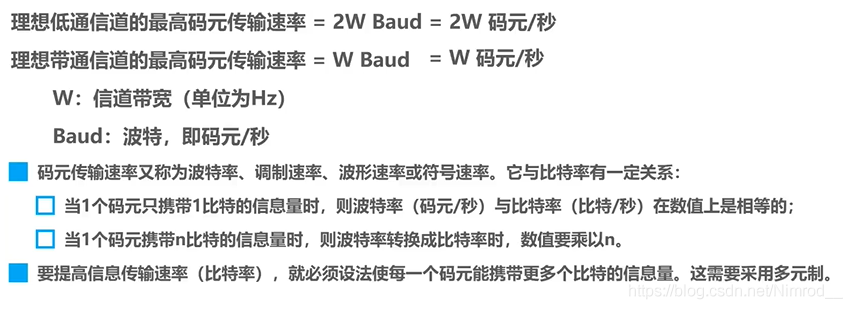 理想低通信道的最高码元传输速率 = 2W Baud = 2W 码元/秒
理想带通信道的最高码元传输速率 = W Baud = W 码元/秒
W：信道带宽（单位为Hz）
Baud：波特，即码元/秒
码元传输速率又称为波特率、调制速率、波形速率或符号速率。它与比特率有一定关系：
当1个码元只携带1比特的信息量时，则波特率（码元/秒）与比特率（比特/秒）在数值上是相等的；
当1个码元携带n比特的信息量时，则波特率转换成比特率时，数值要乘以n。
要提高信息传输速率（比特率），就必须设法使每一个码元能携带更多个比特的信息量。这需要采用多元制。
https://blog.csdn.net/Nimrod__